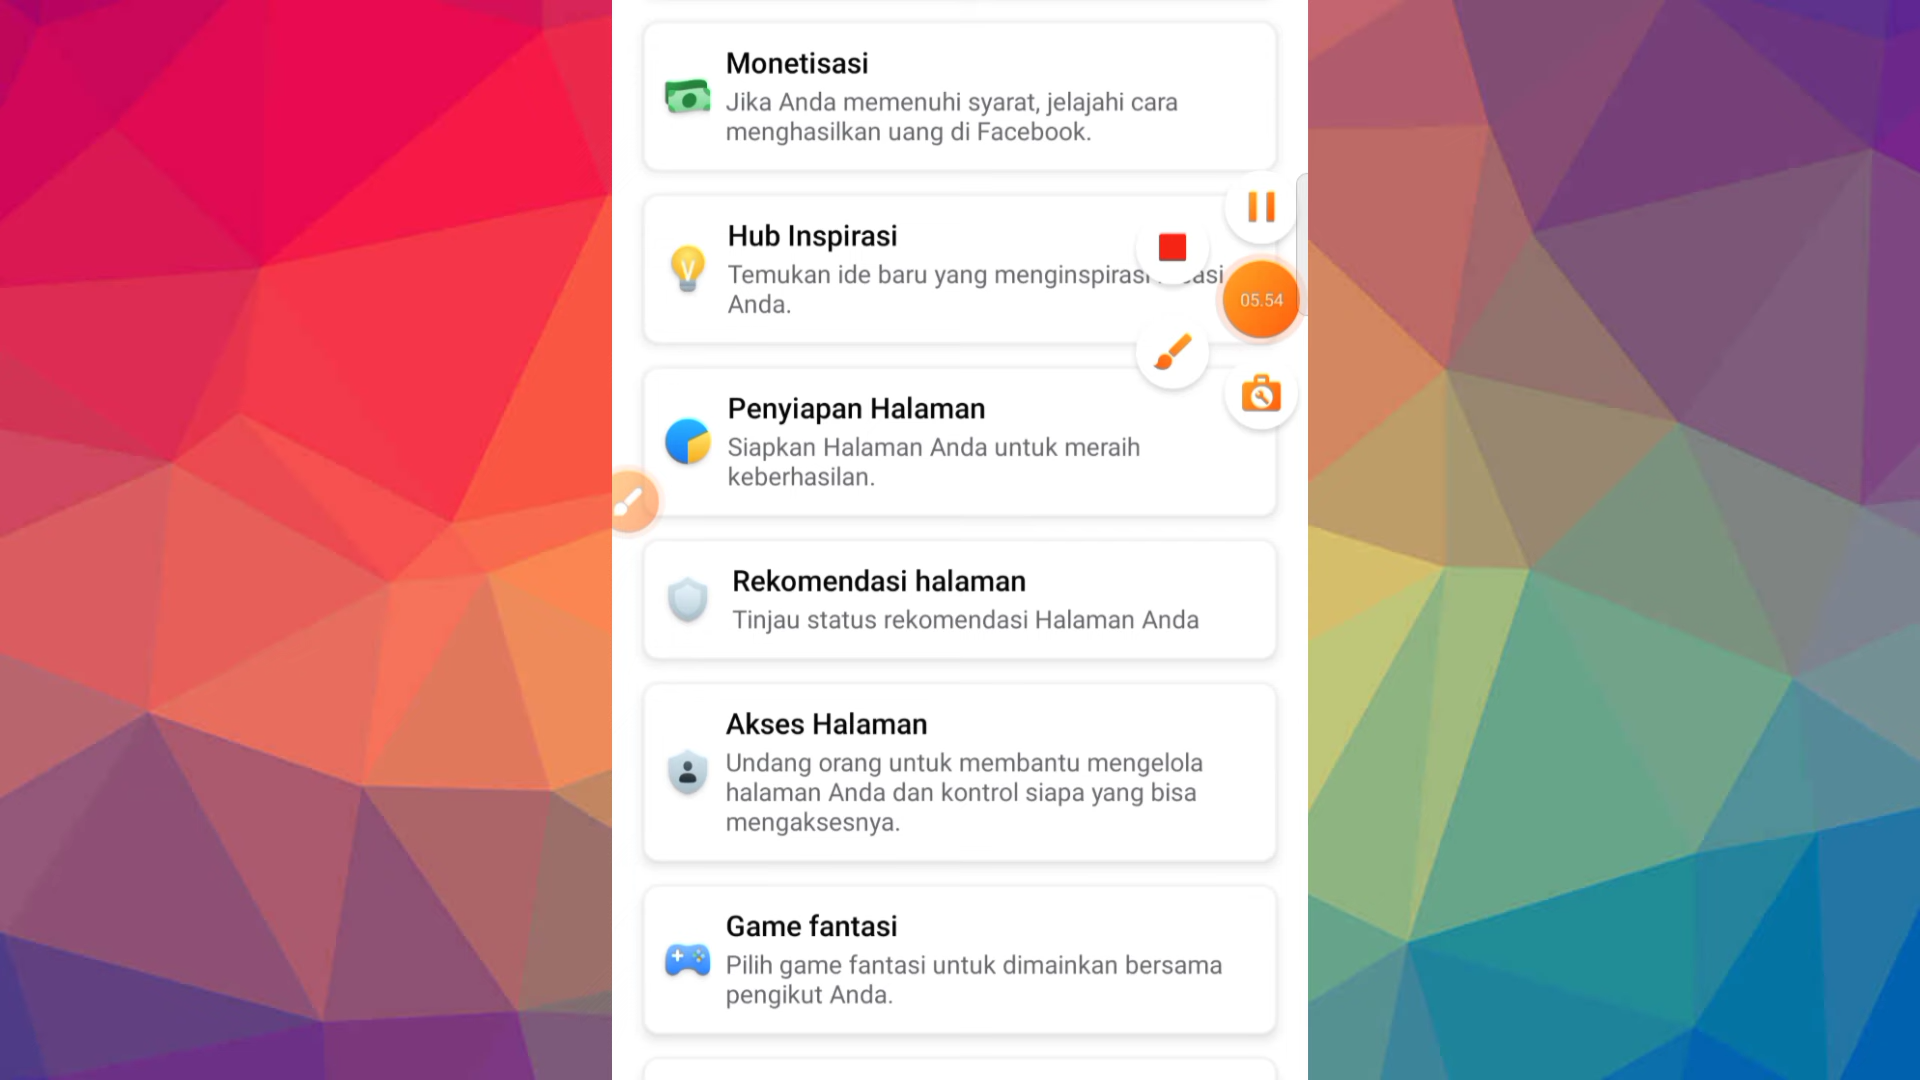 Monetisasi
Jika Anda memenuhi syarat, jelajahi cara
menghasilkan uang di Facebook.
Hub Inspirasi
Temukan ide baru yang menginspirasi
Anda.
05.54
Penyiapan Halaman
Siapkan Halaman Anda untuk meraih
keberhasilan.
Rekomendasi halaman
Tinjau status rekomendasi Halaman Anda
Akses Halaman
Undang orang untuk membantu mengelola
halaman Anda dan kontrol siapa yang bisa
mengaksesnya.
Game fantasi
Pilih game fantasi untuk dimainkan bersama
pengikut Anda.